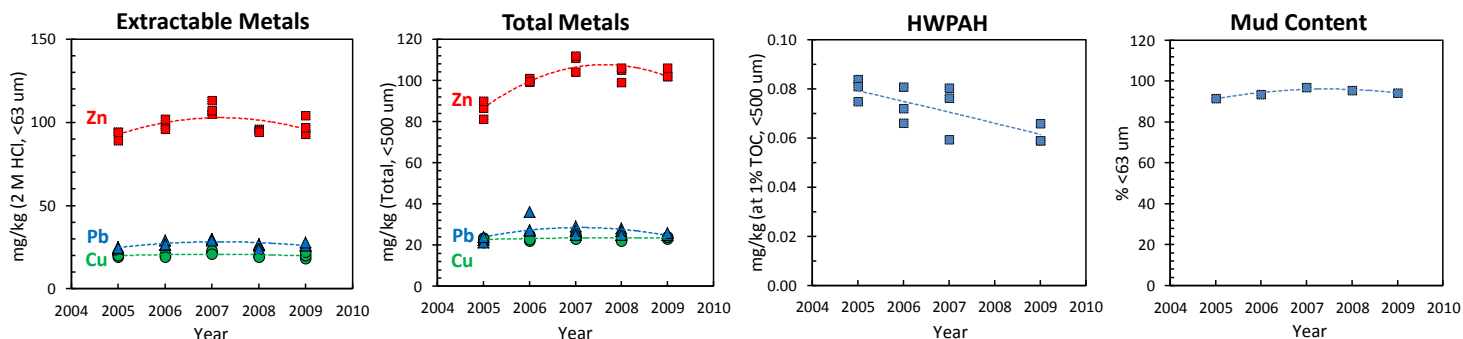 Extractable Metals
mg/kg (2 M HCl, <63 um)
150
100
50
0
Zn
Pb
Cu
2004 2005 2006 2007 2008 2009 2010
Year
Total Metals
mg/kg (Total, <500 um)
120
100
80
60
40
20
0
Zn
Pb
Cu
2004 2005 2006 2007 2008 2009 2010
Year
HWPAH
mg/kg (at 1% TOC, <500 um)
0.10
0.08
0.06
0.04
0.02
0.00
2004 2005 2006 2007 2008 2009 2010
Year
Mud Content
% <63 um
120
100
80
60
40
20
0
2004 2005 2006 2007 2008 2009 2010
Year